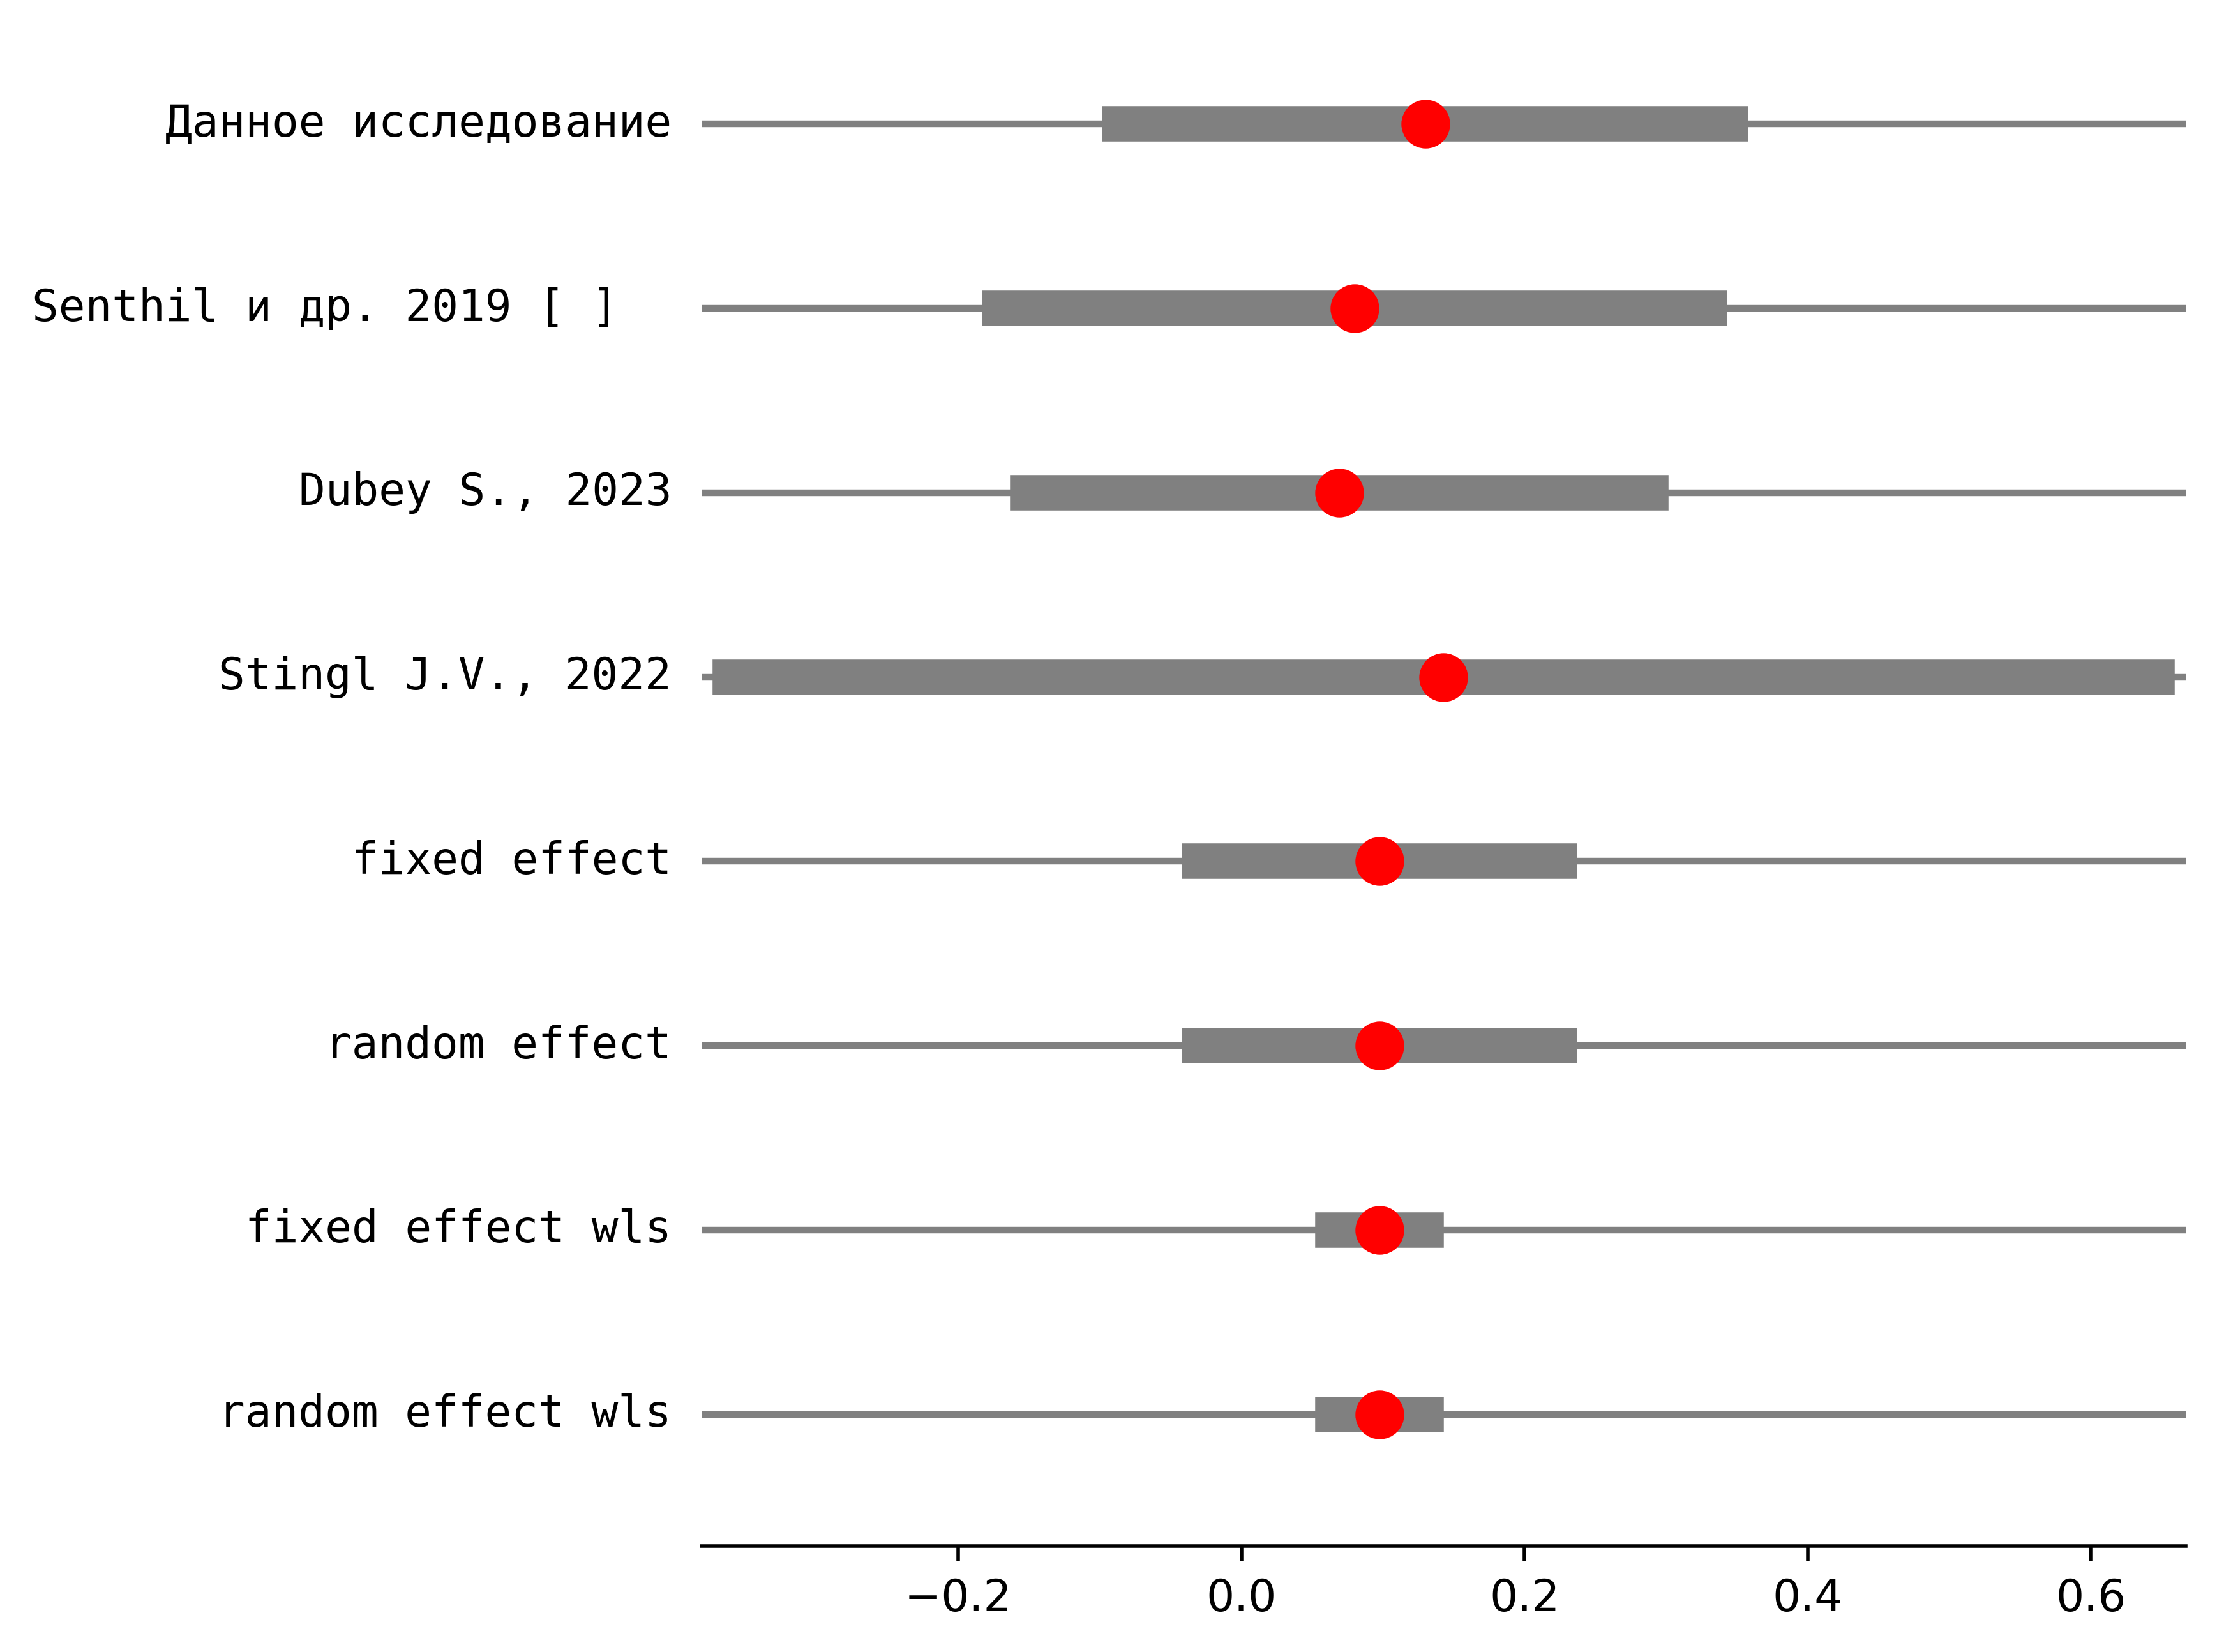 Данное исследование
Senthil и др. 2019 [ ]
Dubey S., 2023
Stingl J.V., 2022
fixed effect
random effect
fixed effect wls
random effect wls
−0.2 0.0 0.2 0.4 0.6